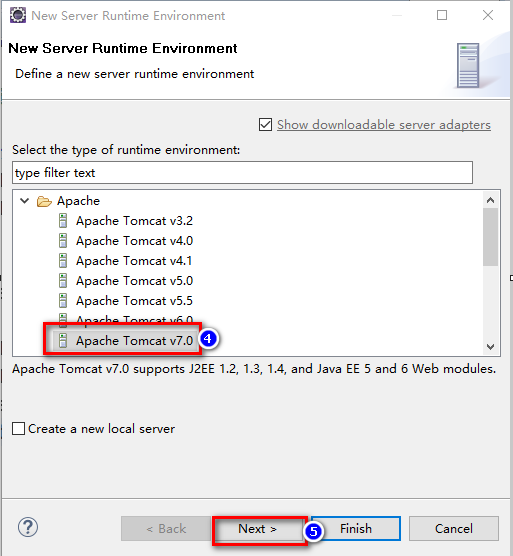 New Server Runtime Environment
New Server Runtime Environment
Define a new server runtime environment
Show downloadable server adapters
Select the type of runtime environment:
type filter text
Apache
Apache Tomcat v3.2
Apache Tomcat v4.0
Apache Tomcat v4.1
Apache Tomcat v5.0
Apache Tomcat v5.5
Apache Tomcat v6.0
Apache Tomcat v7.0 4
Apache Tomcat v7.0 supports J2EE 1.2, 1.3, 1.4, and Java EE 5 and 6 Web modules.
Create a new local server
? < Back Next > 5 Finish Cancel